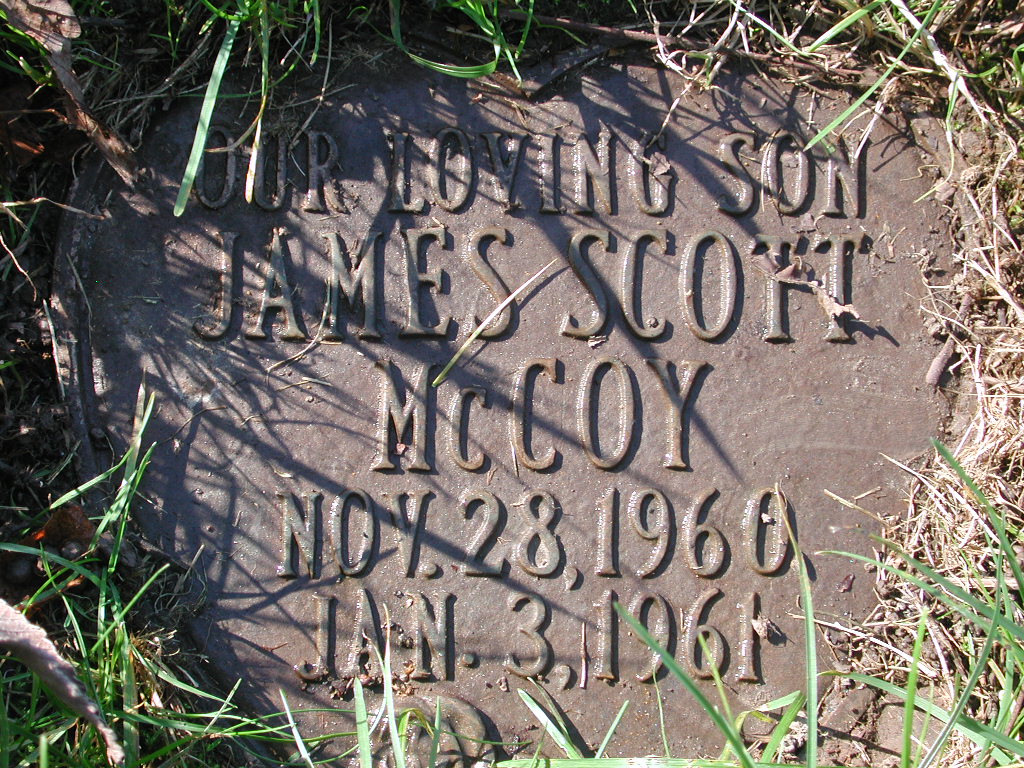 OUR LOVING SON
JAMES SCOTT
McCOY
NOV. 28, 1960
JAN. 3, 1961